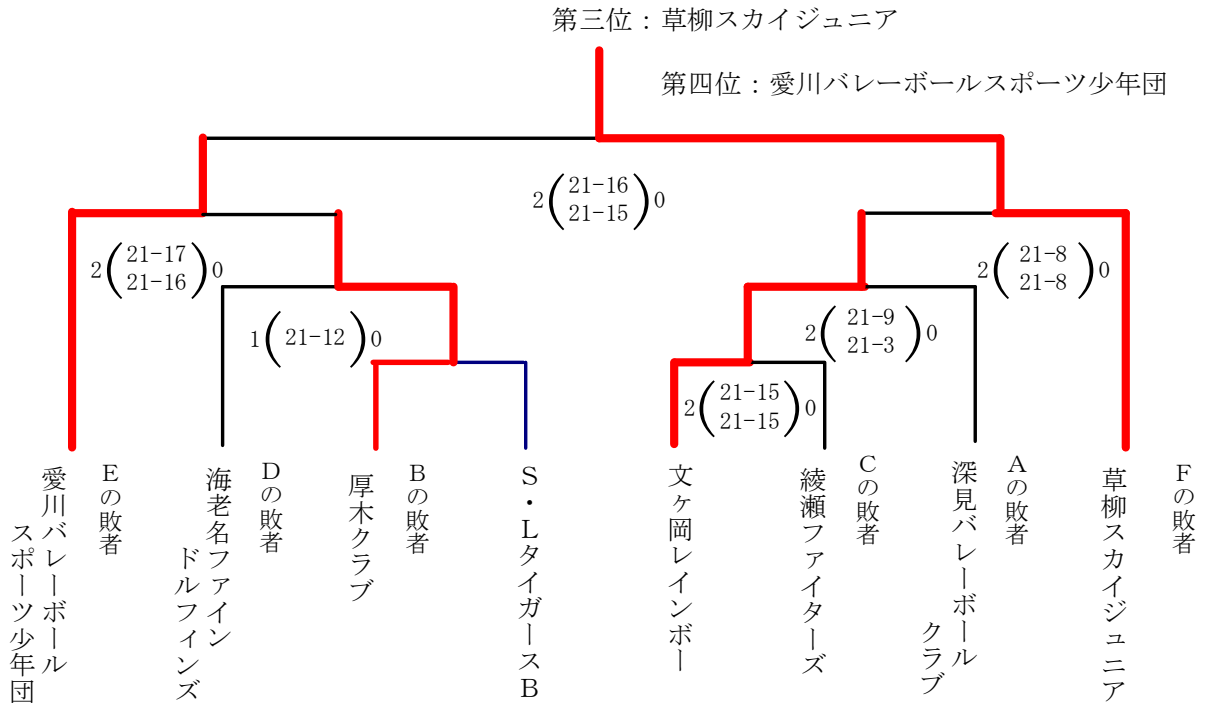 第三位：草柳スカイジュニア
第四位：愛川バレーボールスポーツ少年団
2(21-16 21-15)0
2(21-17 21-16)0
2(21-8 21-8)0
1(21-12)0
2(21-9 21-3)0
2(21-15 21-15)0
愛川バレーボール
スポーツ少年団
Eの敗者
海老名ファイン
ドルフィンズ
Dの敗者
厚木クラブ
Bの敗者
S・LタイガースB
文ヶ岡レインボー
綾瀬ファイターズ
Cの敗者
深見バレーボール
クラブ
Aの敗者
草柳スカイジュニア
Fの敗者